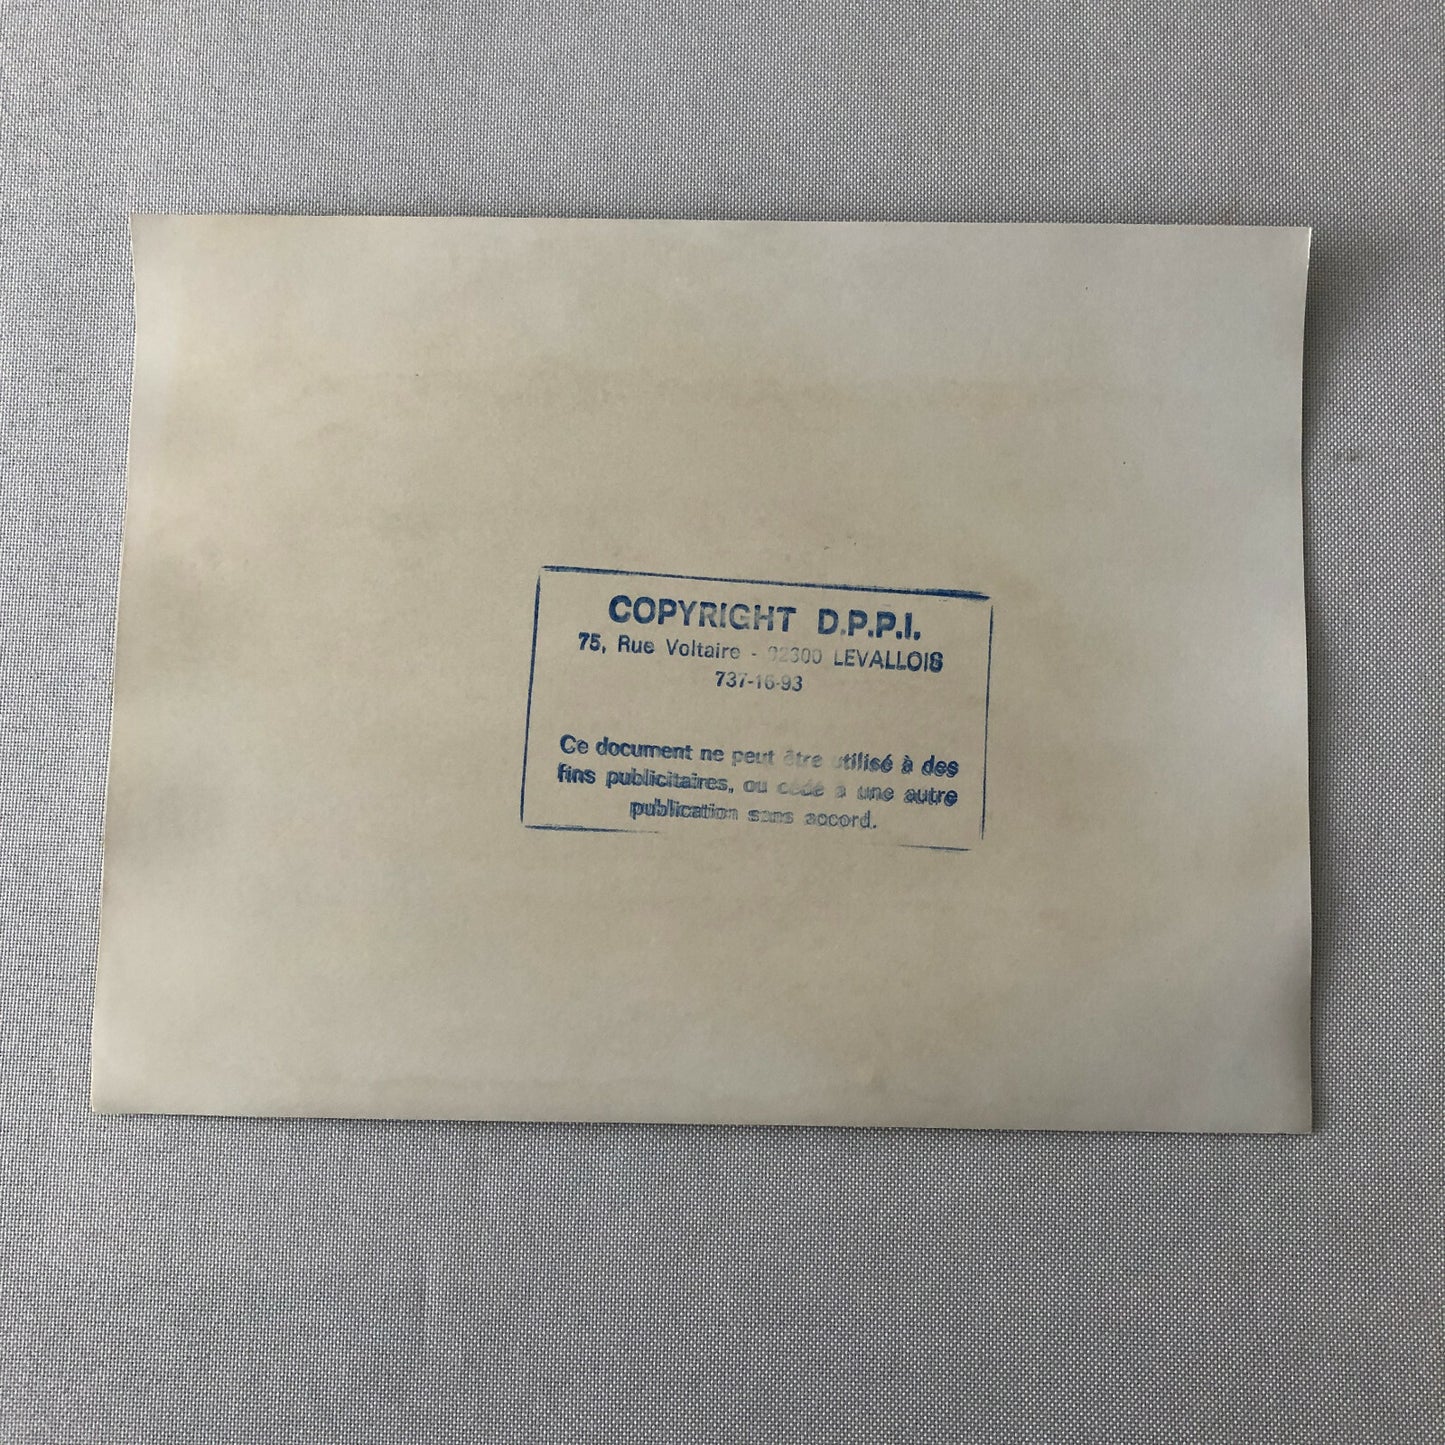 COPYRIGHT D.P.P.I.
75, Rue Voltaire - 92300 LEVALLOIS
737-16-93
Ce document ne peut être utilisé à des
fins publicitaires, ou cédé à une autre
publication sans accord.